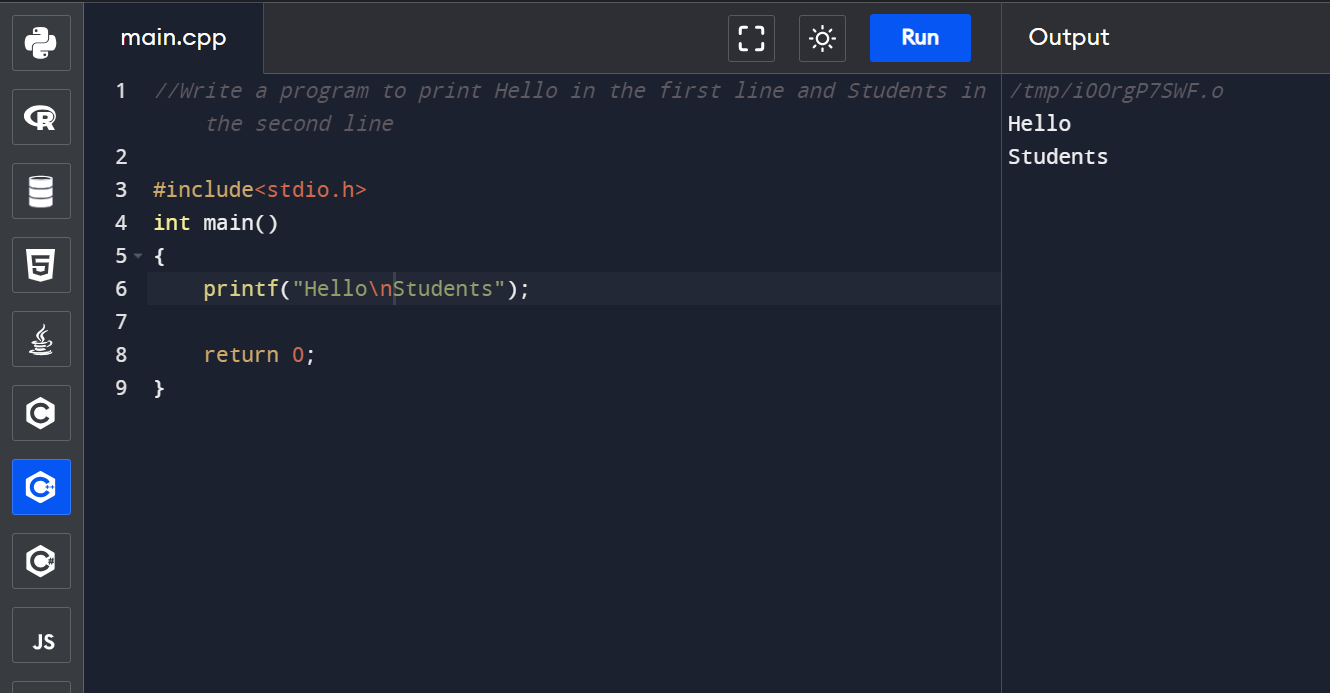 main.cpp
Run
Output
1 //Write a program to print Hello in the first line and Students in
the second line
2
3 #include<stdio.h>
4 int main()
5 {
6 printf("Hello\nStudents");
7
8 return 0;
9 }
/tmp/iOOrgP7SWF.o
Hello
Students
R
5
C
C++
C#
JS